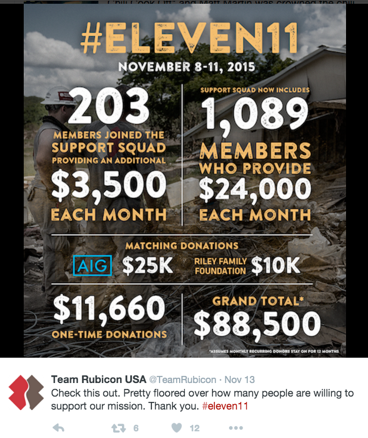 #ELEVEN11
NOVEMBER 8-11, 2015
203
MEMBERS JOINED THE
SUPPORT SQUAD
PROVIDING AN ADDITIONAL
$3,500
EACH MONTH
SUPPORT SQUAD NOW INCLUDES
1,089
MEMBERS
WHO PROVIDE
$24,000
EACH MONTH
MATCHING DONATIONS
AIG $25K
RILEY FAMILY
FOUNDATION $10K
$11,660
ONE-TIME DONATIONS
GRAND TOTAL*
$88,500
*ASSUMES MONTHLY RECURRING DONORS STAY ON FOR 12 MONTHS
Team Rubicon USA @TeamRubicon · Nov 13
Check this out. Pretty floored over how many people are willing to
support our mission. Thank you. #eleven11
6 12